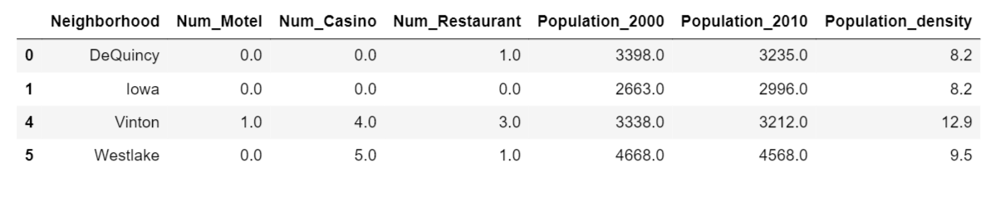 Neighborhood Num_Motel Num_Casino Num_Restaurant Population_2000 Population_2010 Population_density
0 DeQuincy 0.0 0.0 1.0 3398.0 3235.0 8.2
1 Iowa 0.0 0.0 0.0 2663.0 2996.0 8.2
4 Vinton 1.0 4.0 3.0 3338.0 3212.0 12.9
5 Westlake 0.0 5.0 1.0 4668.0 4568.0 9.5